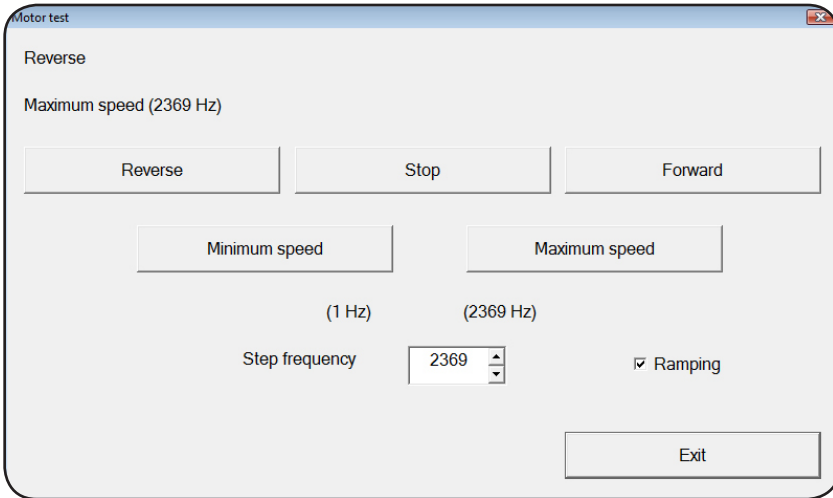 Motor test
Reverse
Maximum speed (2369 Hz)
Reverse Stop Forward
Minimum speed Maximum speed
(1 Hz) (2369 Hz)
Step frequency 2369 Ramping
Exit